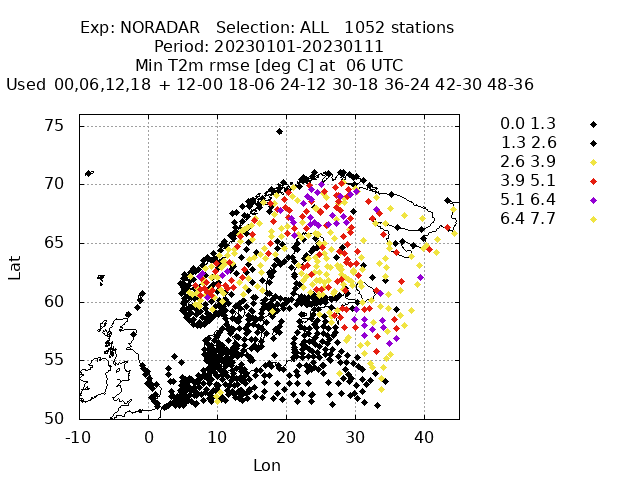 Exp: NORADAR   Selection: ALL   1052 stations
Period: 20230101-20230111
Min T2m rmse [deg C] at  06 UTC
Used  00,06,12,18  + 12-00 18-06 24-12 30-18 36-24 42-30 48-36
75
70
65
60
55
50
-10 0 10 20 30 40
Lat
Lon
0.0 1.3
1.3 2.6
2.6 3.9
3.9 5.1
5.1 6.4
6.4 7.7